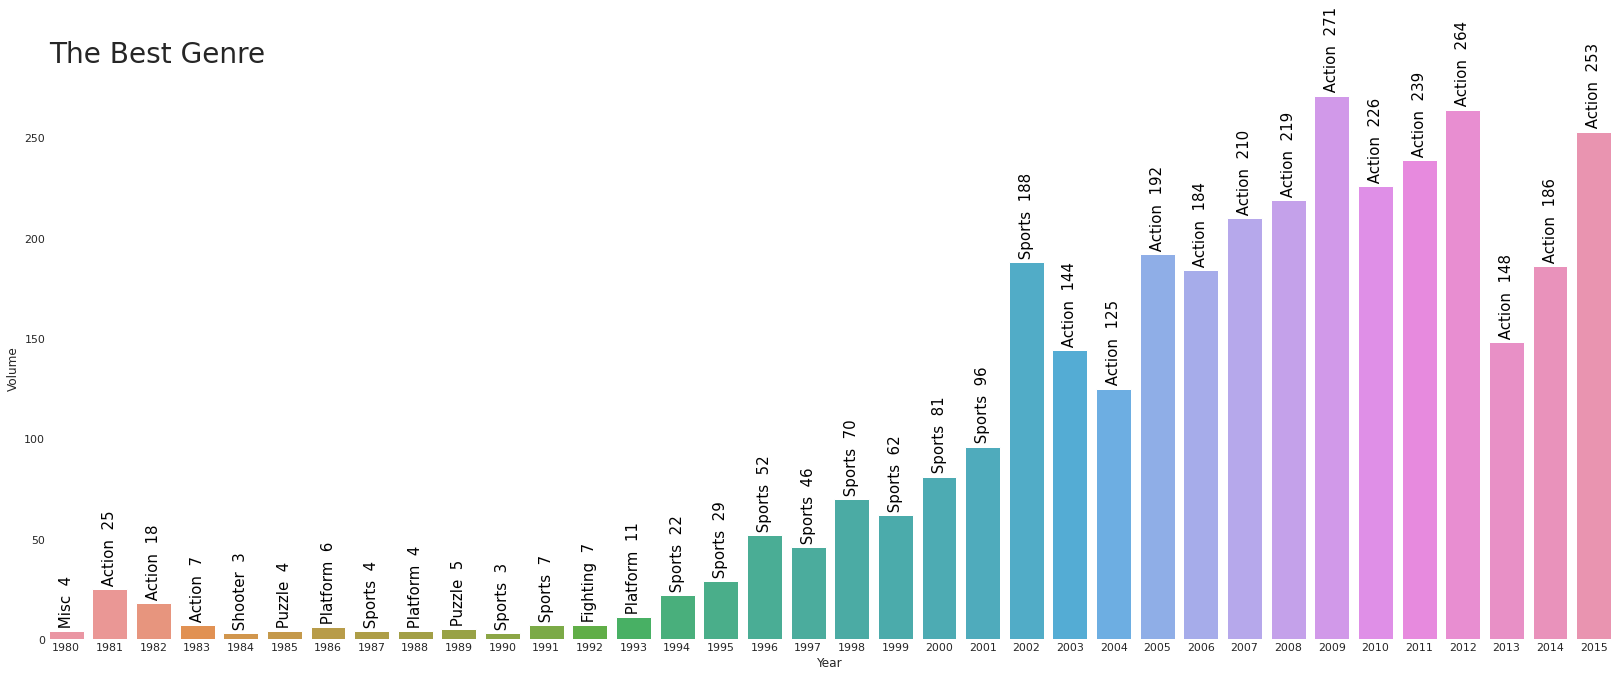 The Best Genre
Volume
250
200
150
100
50
0
Misc 4
Action 25
Action 18
Action 7
Shooter 3
Puzzle 4
Platform 6
Sports 4
Platform 4
Puzzle 5
Sports 3
Sports 7
Fighting 7
Platform 11
Sports 22
Sports 29
Sports 52
Sports 46
Sports 70
Sports 62
Sports 81
Sports 96
Sports 188
Action 144
Action 125
Action 192
Action 184
Action 210
Action 219
Action 271
Action 226
Action 239
Action 264
Action 148
Action 186
Action 253
1980 1981 1982 1983 1984 1985 1986 1987 1988 1989 1990 1991 1992 1993 1994 1995 1996 1997 1998 1999 2000 2001 2002 2003 2004 2005 2006 2007 2008 2009 2010 2011 2012 2013 2014 2015
Year